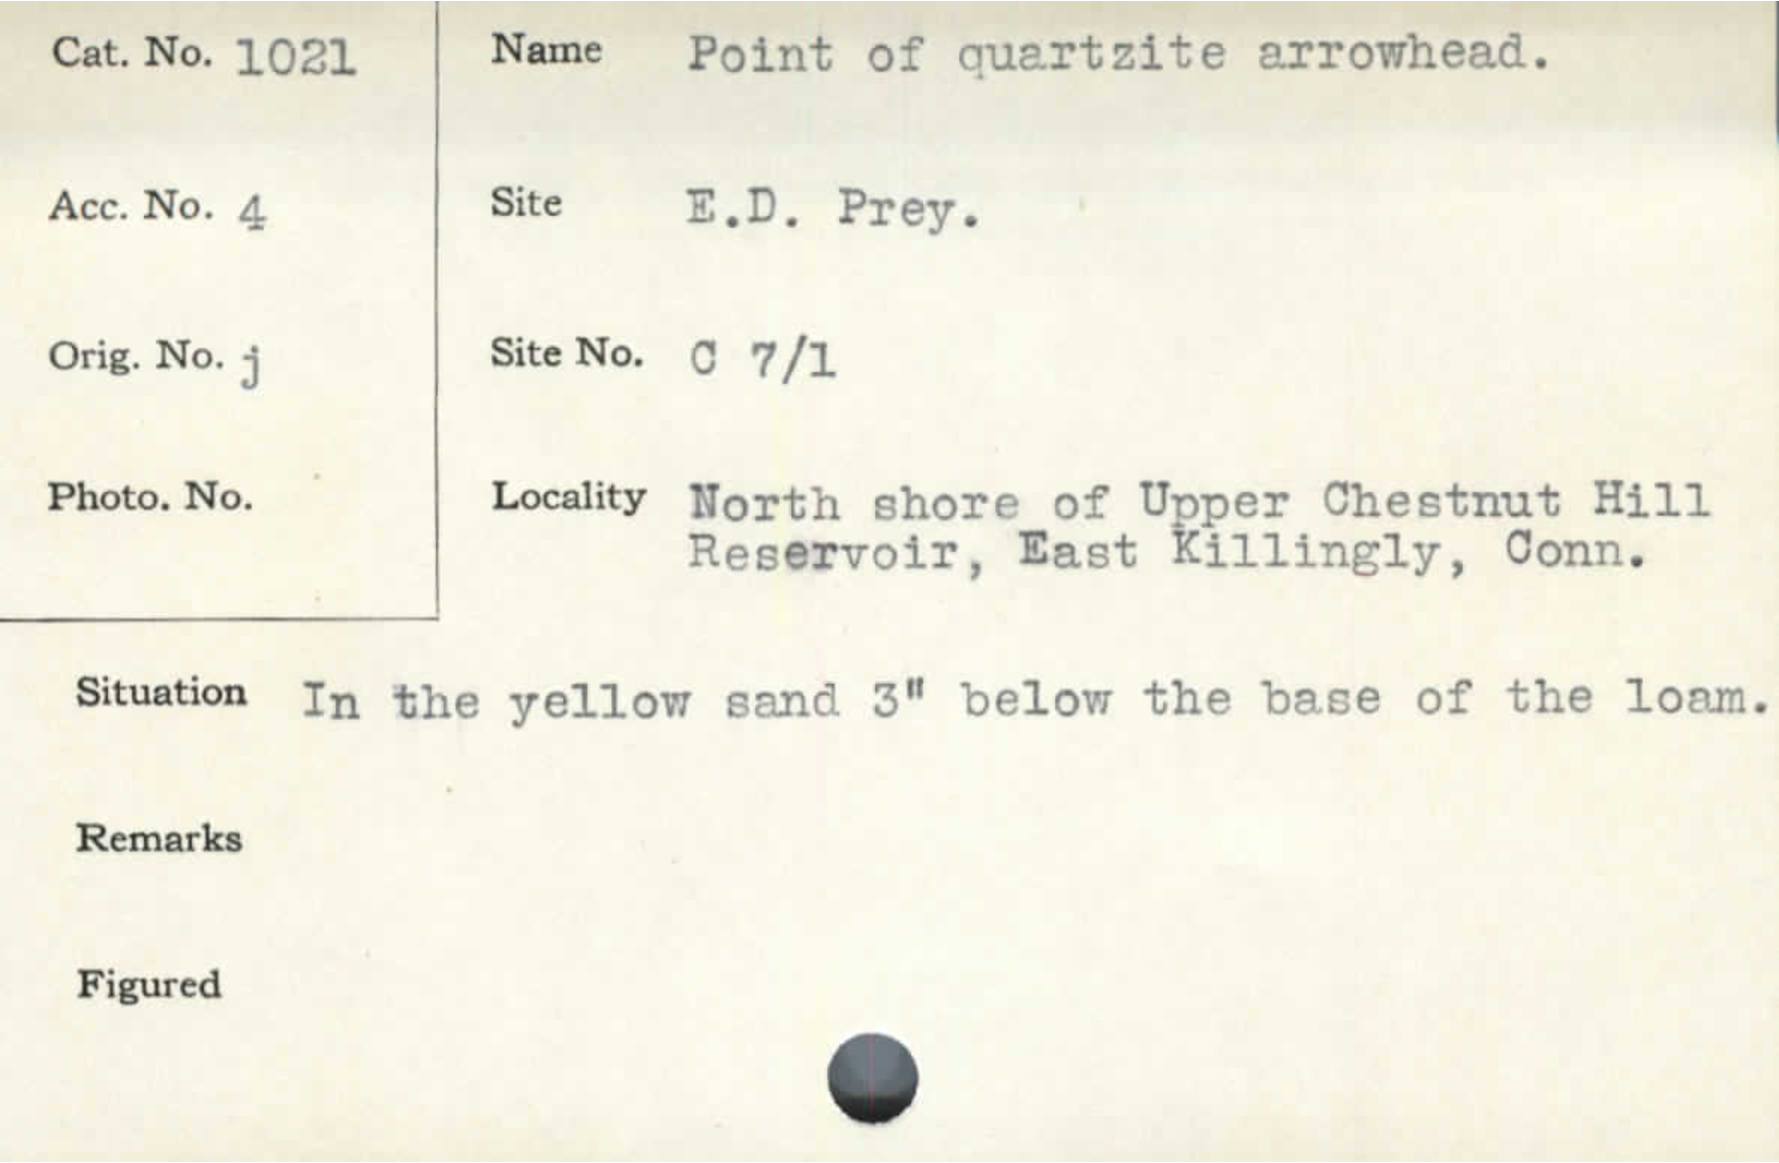 Cat. No. 1021
Name Point of quartzite arrowhead.
Acc. No. 4
Site E.D. Prey.
Orig. No. j
Site No. C 7/1
Photo. No.
Locality North shore of Upper Chestnut Hill
Reservoir, East Killingly, Conn.
Situation In the yellow sand 3" below the base of the loam.
Remarks
Figured